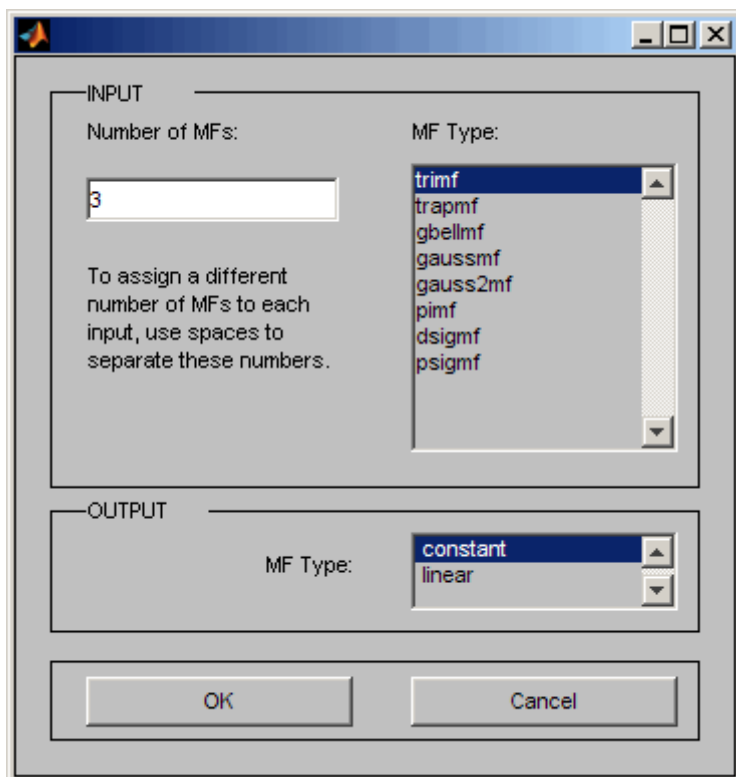 INPUT
Number of MFs:
3
To assign a different
number of MFs to each
input, use spaces to
separate these numbers.
MF Type:
trimf
trapmf
gbellmf
gaussmf
gauss2mf
pimf
dsigmf
psigmf
OUTPUT
MF Type:
constant
linear
OK
Cancel